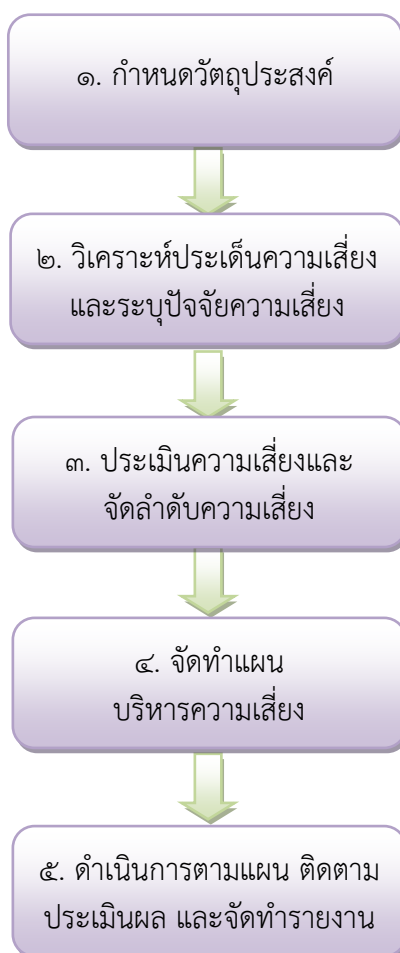 ๑. กำหนดวัตถุประสงค์
๒. วิเคราะห์ประเด็นความเสี่ยง
และระบุปัจจัยความเสี่ยง
๓. ประเมินความเสี่ยงและ
จัดลำดับความเสี่ยง
๔. จัดทำแผน
บริหารความเสี่ยง
๕. ดำเนินการตามแผน ติดตาม
ประเมินผล และจัดทำรายงาน